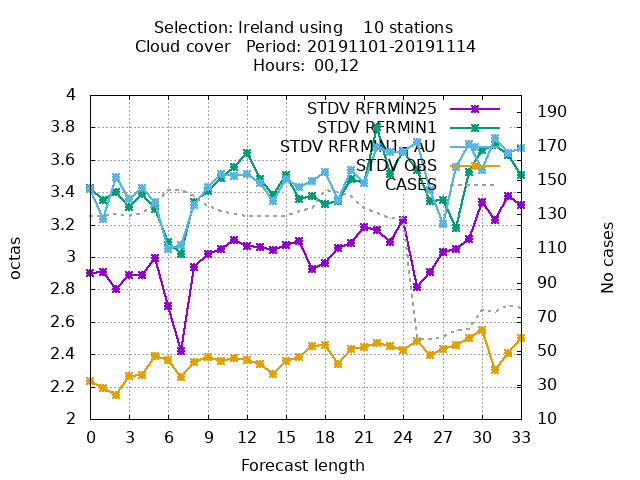 Selection: Ireland using 10 stations
Cloud cover Period: 20191101-20191114
Hours: 00,12
STDV RFRMIN25
STDV RFRMIN1
STDV RFRMIN1_AU
STDV OBS
CASES
4
3.8
3.6
3.4
3.2
3
2.8
2.6
2.4
2.2
2
190
170
150
130
110
90
70
50
30
10
octas
No cases
0 3 6 9 12 15 18 21 24 27 30 33
Forecast length